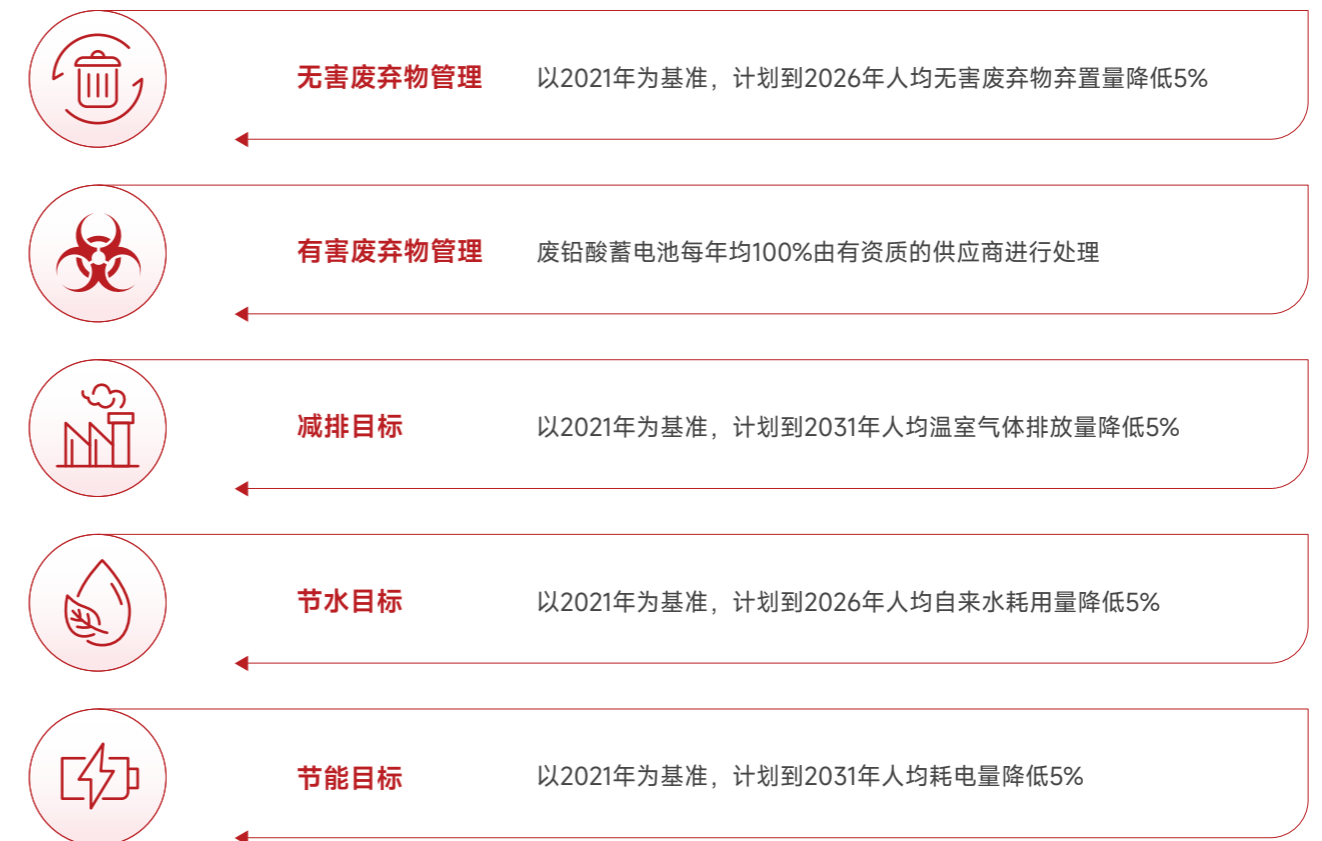 无害废弃物管理 以2021年为基准，计划到2026年人均无害废弃物弃置量降低5%
有害废弃物管理 废铅酸蓄电池每年均100%由有资质的供应商进行处理
减排目标 以2021年为基准，计划到2031年人均温室气体排放量降低5%
节水目标 以2021年为基准，计划到2026年人均自来水耗用量降低5%
节能目标 以2021年为基准，计划到2031年人均耗电量降低5%